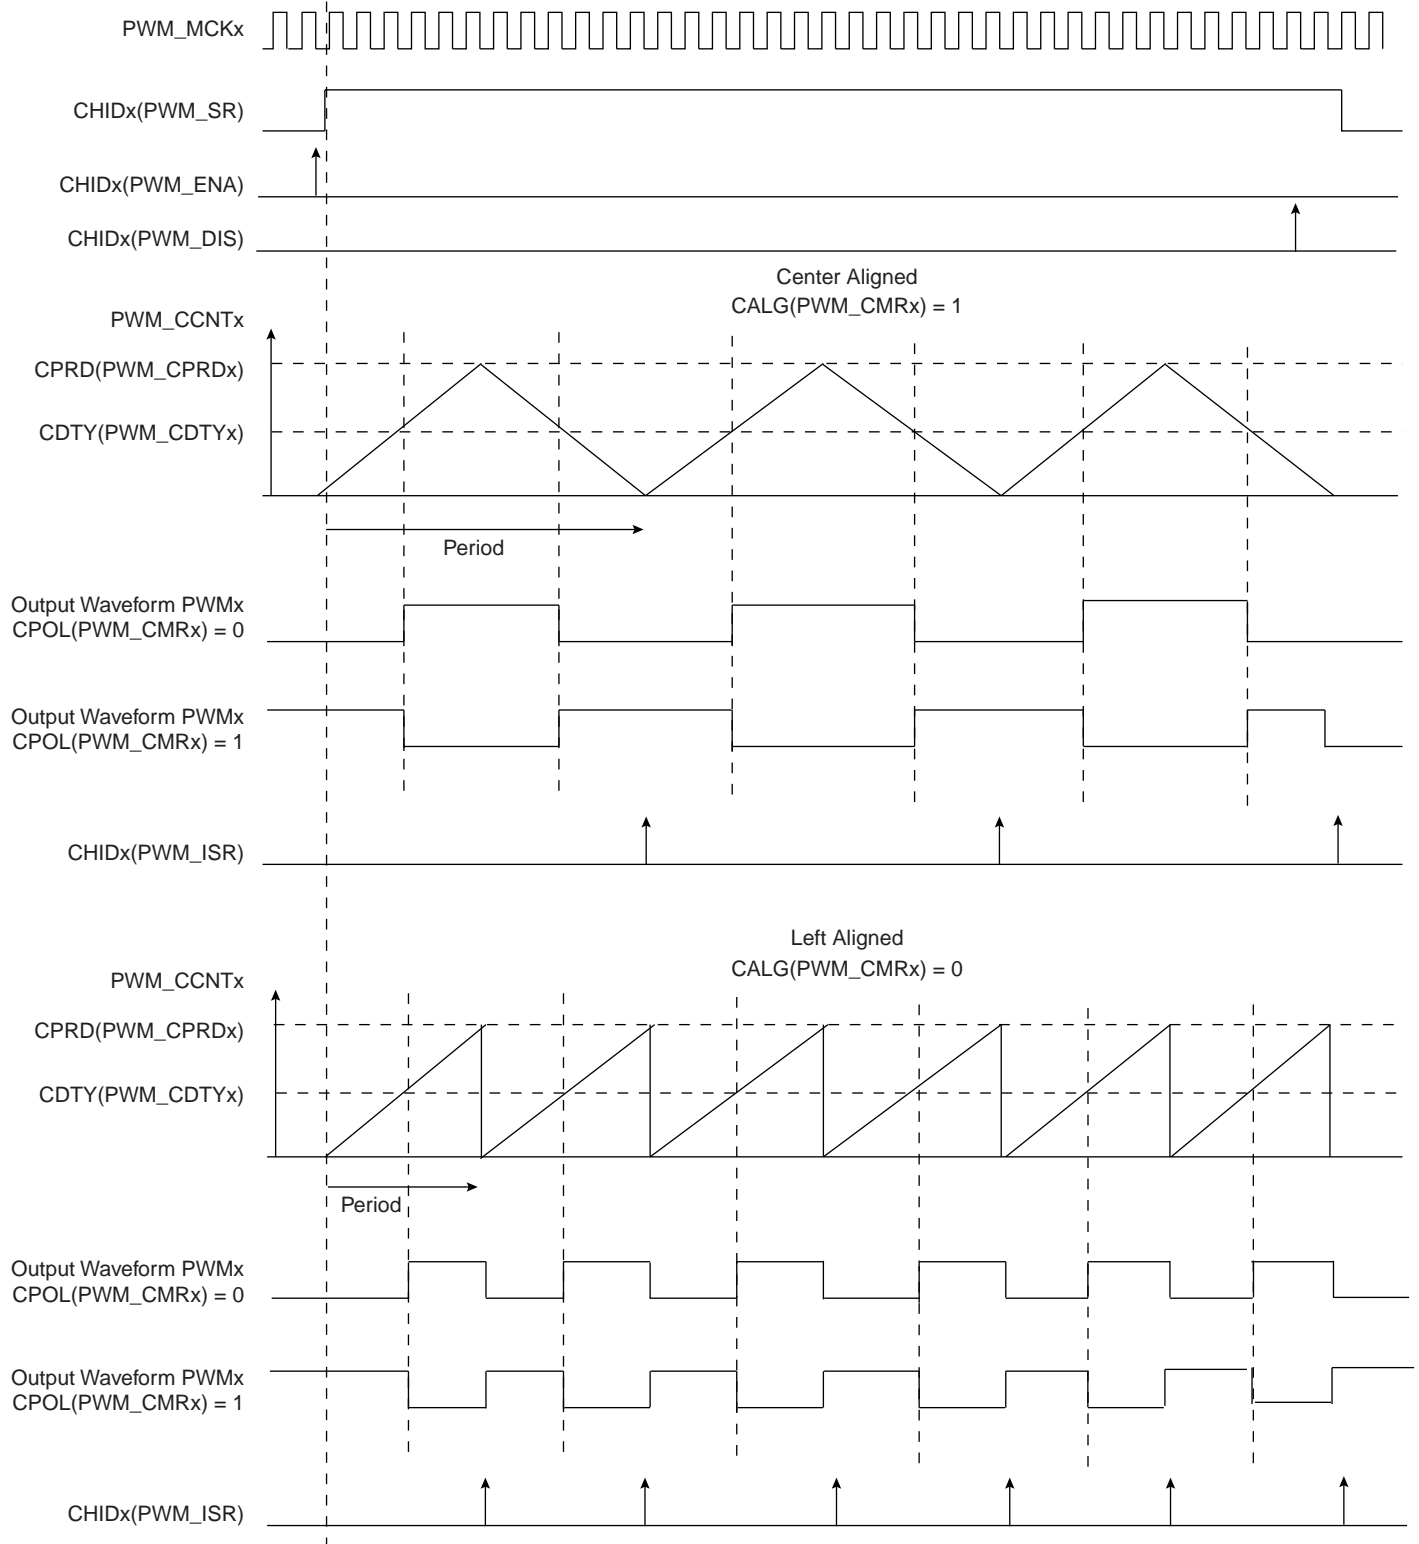 PWM_MCKx
CHIDx(PWM_SR)
CHIDx(PWM_ENA)
CHIDx(PWM_DIS)
Center Aligned
CALG(PWM_CMRx) = 1
PWM_CCNTx
CPRD(PWM_CPRDx)
CDTY(PWM_CDTYx)
Period
Output Waveform PWMx
CPOL(PWM_CMRx) = 0
Output Waveform PWMx
CPOL(PWM_CMRx) = 1
CHIDx(PWM_ISR)
Left Aligned
CALG(PWM_CMRx) = 0
PWM_CCNTx
CPRD(PWM_CPRDx)
CDTY(PWM_CDTYx)
Period
Output Waveform PWMx
CPOL(PWM_CMRx) = 0
Output Waveform PWMx
CPOL(PWM_CMRx) = 1
CHIDx(PWM_ISR)